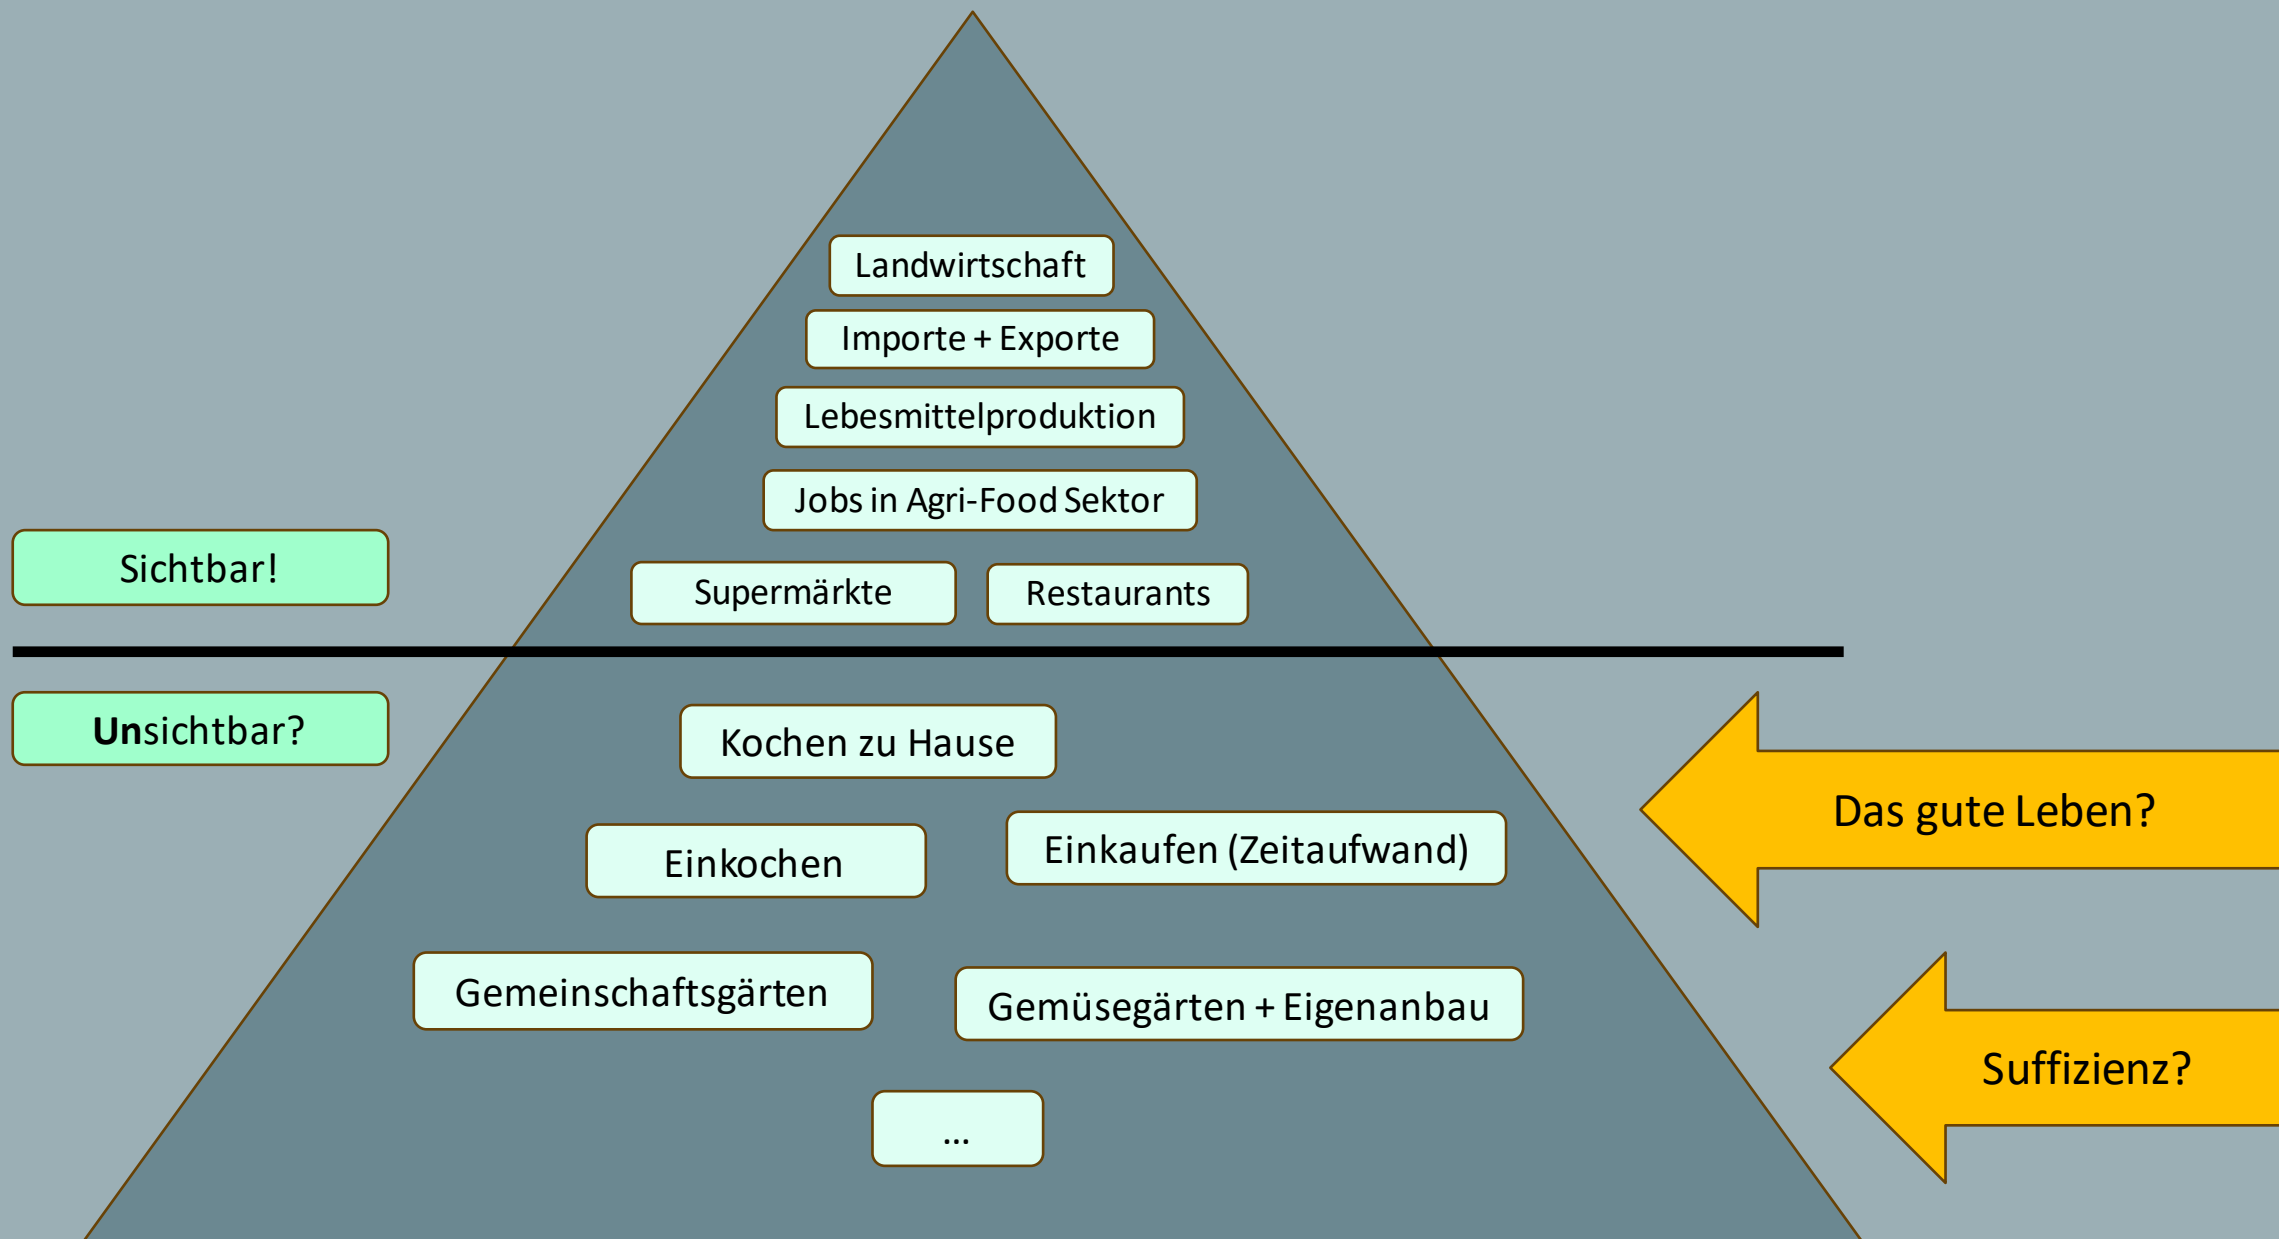 Landwirtschaft
Importe + Exporte
Lebesmittelproduktion
Jobs in Agri-Food Sektor
Sichtbar!
Supermärkte
Restaurants
Unsichtbar?
Kochen zu Hause
Das gute Leben?
Einkochen
Einkaufen (Zeitaufwand)
Gemeinschaftsgärten
Gemüsegärten + Eigenanbau
Suffizienz?
...